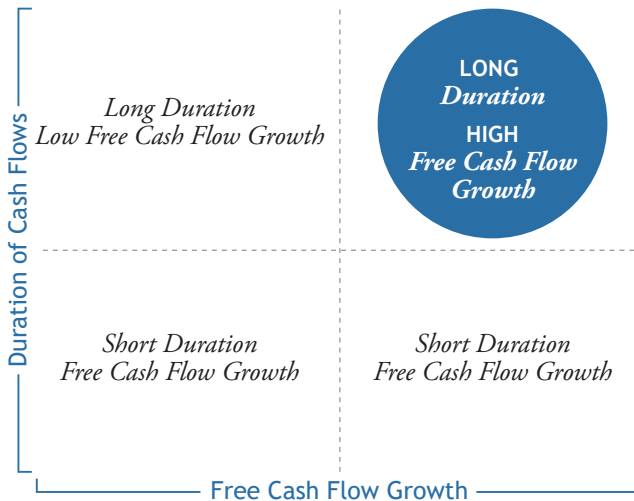 Long Duration
Low Free Cash Flow Growth
LONG
Duration
HIGH
Free Cash Flow
Growth
Short Duration
Free Cash Flow Growth
Short Duration
Free Cash Flow Growth
Duration of Cash Flows
Free Cash Flow Growth